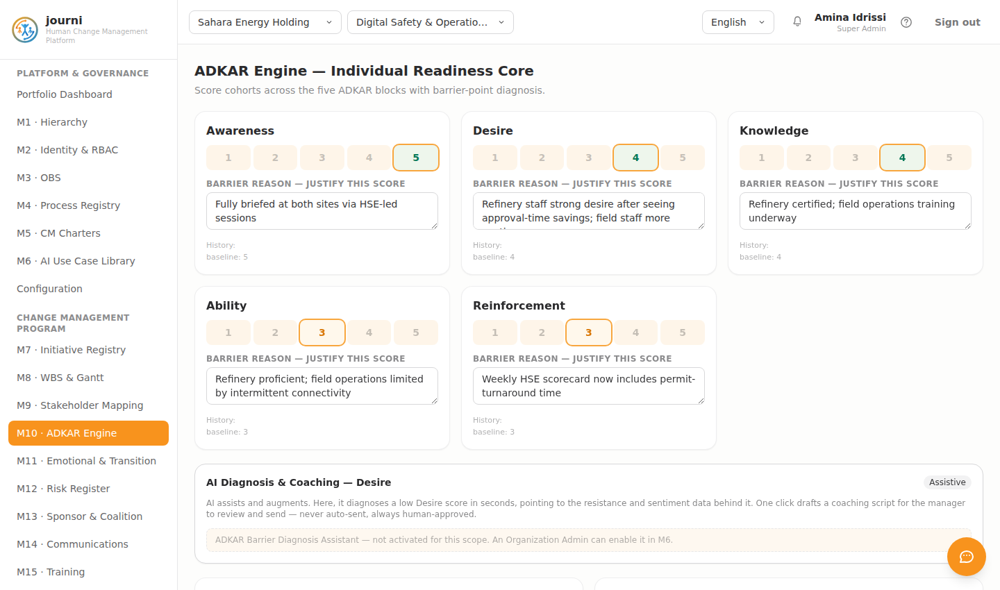 journi
Human Change Management
Platform
PLATFORM & GOVERNANCE
Portfolio Dashboard
M1 · Hierarchy
M2 · Identity & RBAC
M3 · OBS
M4 · Process Registry
M5 · CM Charters
M6 · AI Use Case Library
Configuration
CHANGE MANAGEMENT
PROGRAM
M7 · Initiative Registry
M8 · WBS & Gantt
M9 · Stakeholder Mapping
M10 · ADKAR Engine
M11 · Emotional & Transition
M12 · Risk Register
M13 · Sponsor & Coalition
M14 · Communications
M15 · Training
Sahara Energy Holding
Digital Safety & Operatio...
English
Amina Idrissi
Super Admin
Sign out
ADKAR Engine — Individual Readiness Core
Score cohorts across the five ADKAR blocks with barrier-point diagnosis.
Awareness
1 2 3 4 5
BARRIER REASON — JUSTIFY THIS SCORE
Fully briefed at both sites via HSE-led
sessions
History:
baseline: 5
Desire
1 2 3 4 5
BARRIER REASON — JUSTIFY THIS SCORE
Refinery staff strong desire after seeing
approval-time savings; field staff more
History:
baseline: 4
Knowledge
1 2 3 4 5
BARRIER REASON — JUSTIFY THIS SCORE
Refinery certified; field operations training
underway
History:
baseline: 4
Ability
1 2 3 4 5
BARRIER REASON — JUSTIFY THIS SCORE
Refinery proficient; field operations limited
by intermittent connectivity
History:
baseline: 3
Reinforcement
1 2 3 4 5
BARRIER REASON — JUSTIFY THIS SCORE
Weekly HSE scorecard now includes permit-
turnaround time
History:
baseline: 3
AI Diagnosis & Coaching — Desire
Assistive
AI assists and augments. Here, it diagnoses a low Desire score in seconds, pointing to the resistance and sentiment data behind it. One click drafts a coaching script for the manager
to review and send — never auto-sent, always human-approved.
ADKAR Barrier Diagnosis Assistant — not activated for this scope. An Organization Admin can enable it in M6.